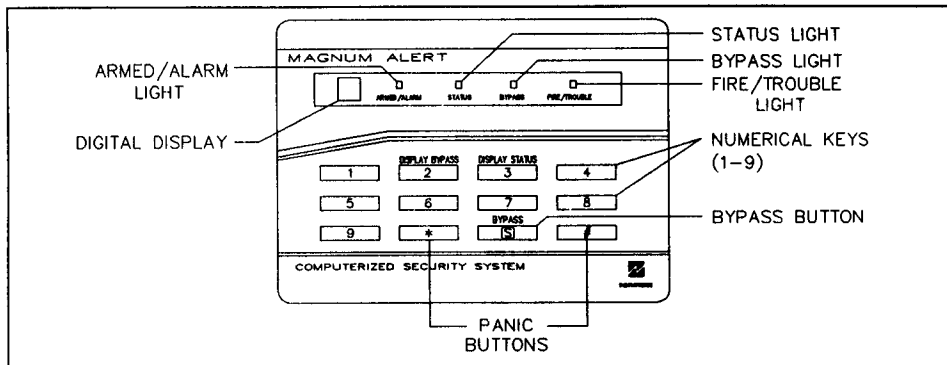 STATUS LIGHT
MAGNUM ALERT
BYPASS LIGHT
ARMED/ALARM
LIGHT
FIRE/TROUBLE
LIGHT
ARMED/ALARM STATUS BYPASS FIRE/TROUBLE
DIGITAL DISPLAY
NUMERICAL KEYS
(1-9)
DISPLAY BYPASS DISPLAY STATUS
1 2 3 4
5 6 7 8
BYPASS
BYPASS BUTTON
9 * S #
COMPUTERIZED SECURITY SYSTEM
PANIC
BUTTONS